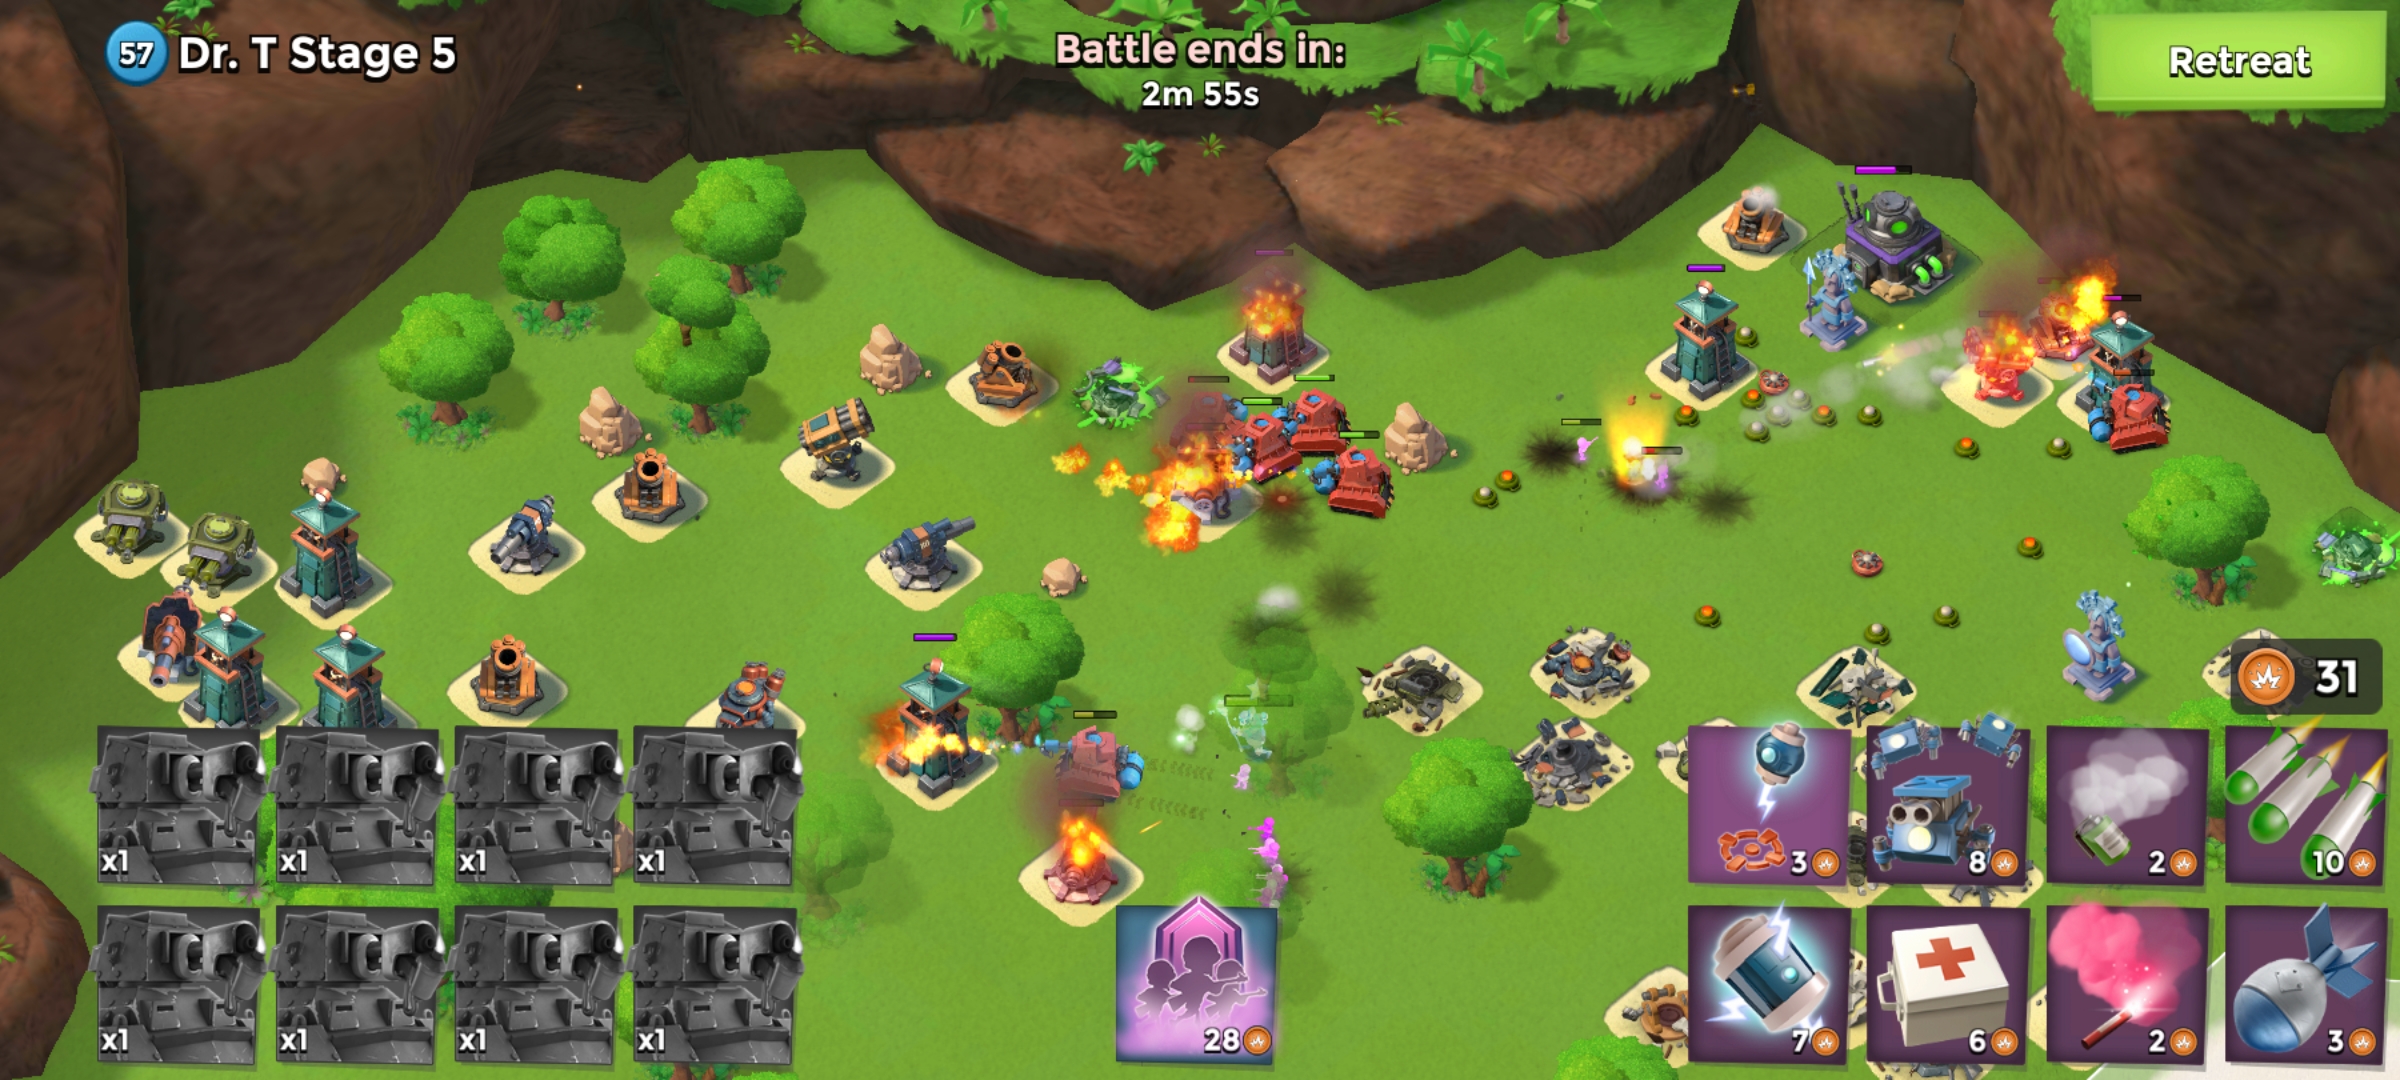 57 Dr. T Stage 5
Battle ends in:
2m 55s
Retreat
31
x1 x1 x1 x1
3 8 2 10
x1 x1 x1 x1
28
7 6 2 3